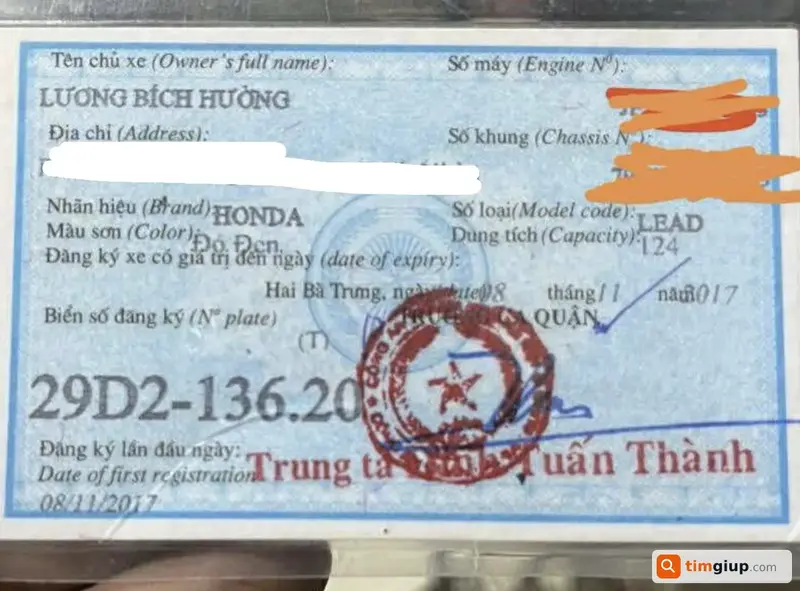 Tên chủ xe (Owner's full name):
LƯƠNG BÍCH HƯỜNG
Số máy (Engine Nº):
Địa chỉ (Address):
Số khung (Chassis N ):
Nhãn hiệu (Brand)
HONDA
Số loại(Model code):
LEAD
Màu sơn (Color):
Đỏ, Đen,
Dung tích (Capacity):
124
Đăng ký xe có giá trị đến ngày (date of expiry):
Hai Bà Trưng, ngày (date) 08 tháng 11 năm 2017
Biển số đăng ký (Nº plate)
TRƯỞNG CA QUẬN
(T)
29D2-136.20
Đăng ký lần đầu ngày:
Date of first registration
Trung tá Tuấn Thành
08/11/2017
timgiup.com